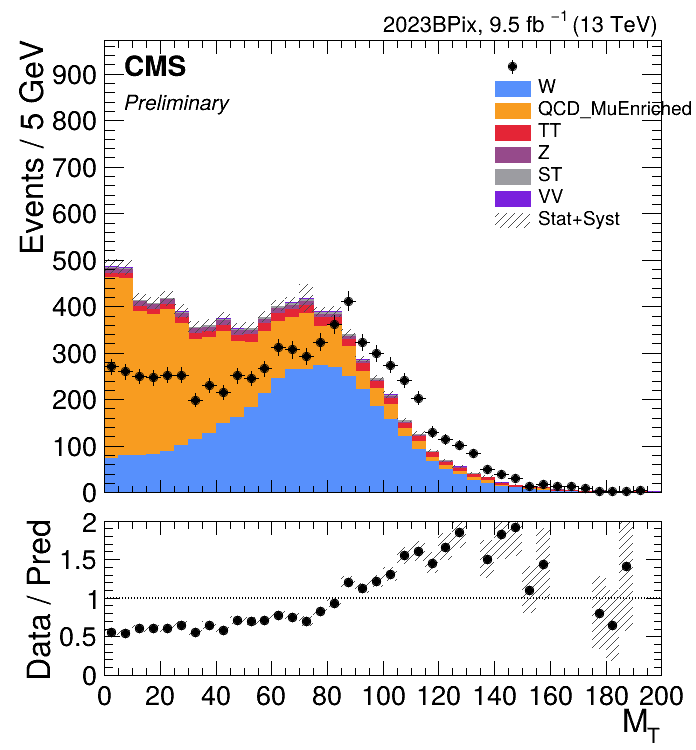 2023BPix, 9.5 fb −1 (13 TeV)
CMS
Preliminary
W
QCD_MuEnriched
TT
Z
ST
VV
Stat+Syst
Events / 5 GeV
900
800
700
600
500
400
300
200
100
0
Data / Pred
2
1.5
1
0.5
0
0 20 40 60 80 100 120 140 160 180 200
M_T